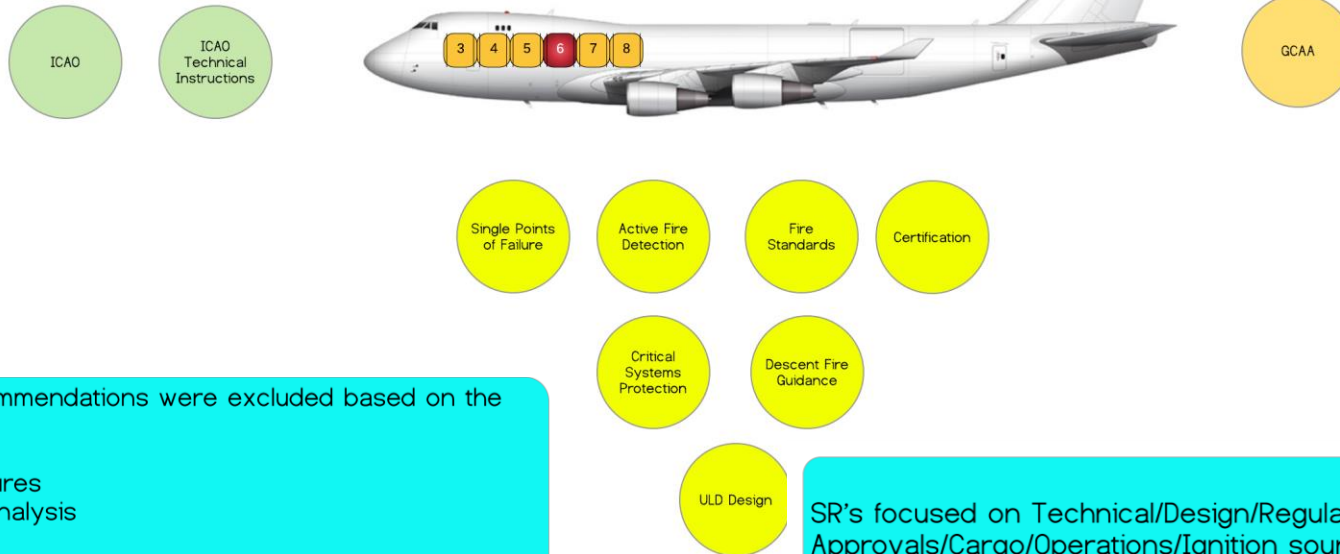 ICAO
ICAO
Technical
Instructions
3 4 5 6 7 8
GCAA
Single Points
of Failure
Active Fire
Detection
Fire
Standards
Certification
Critical
Systems
Protection
Descent Fire
Guidance
ULD Design
mmendations were excluded based on the
ures
nalysis
SR's focused on Technical/Design/Regula
Approvals/Cargo/Operations/Ignition sour